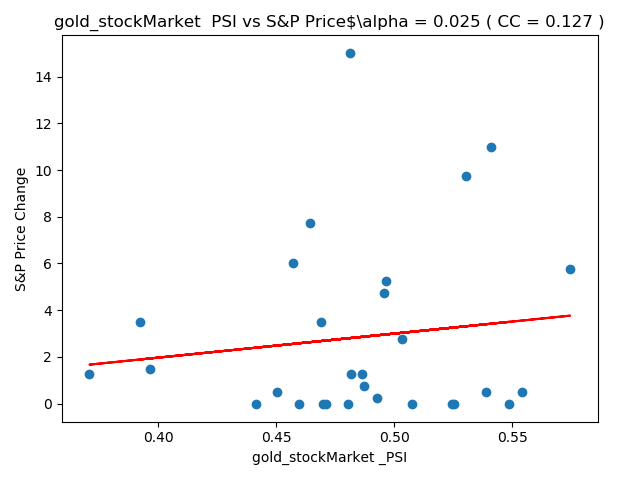 gold_stockMarket  PSI vs S&P Price$\alpha = 0.025 ( CC = 0.127 )
14
12
10
8
6
4
2
0
S&P Price Change
0.40 0.45 0.50 0.55
gold_stockMarket _PSI